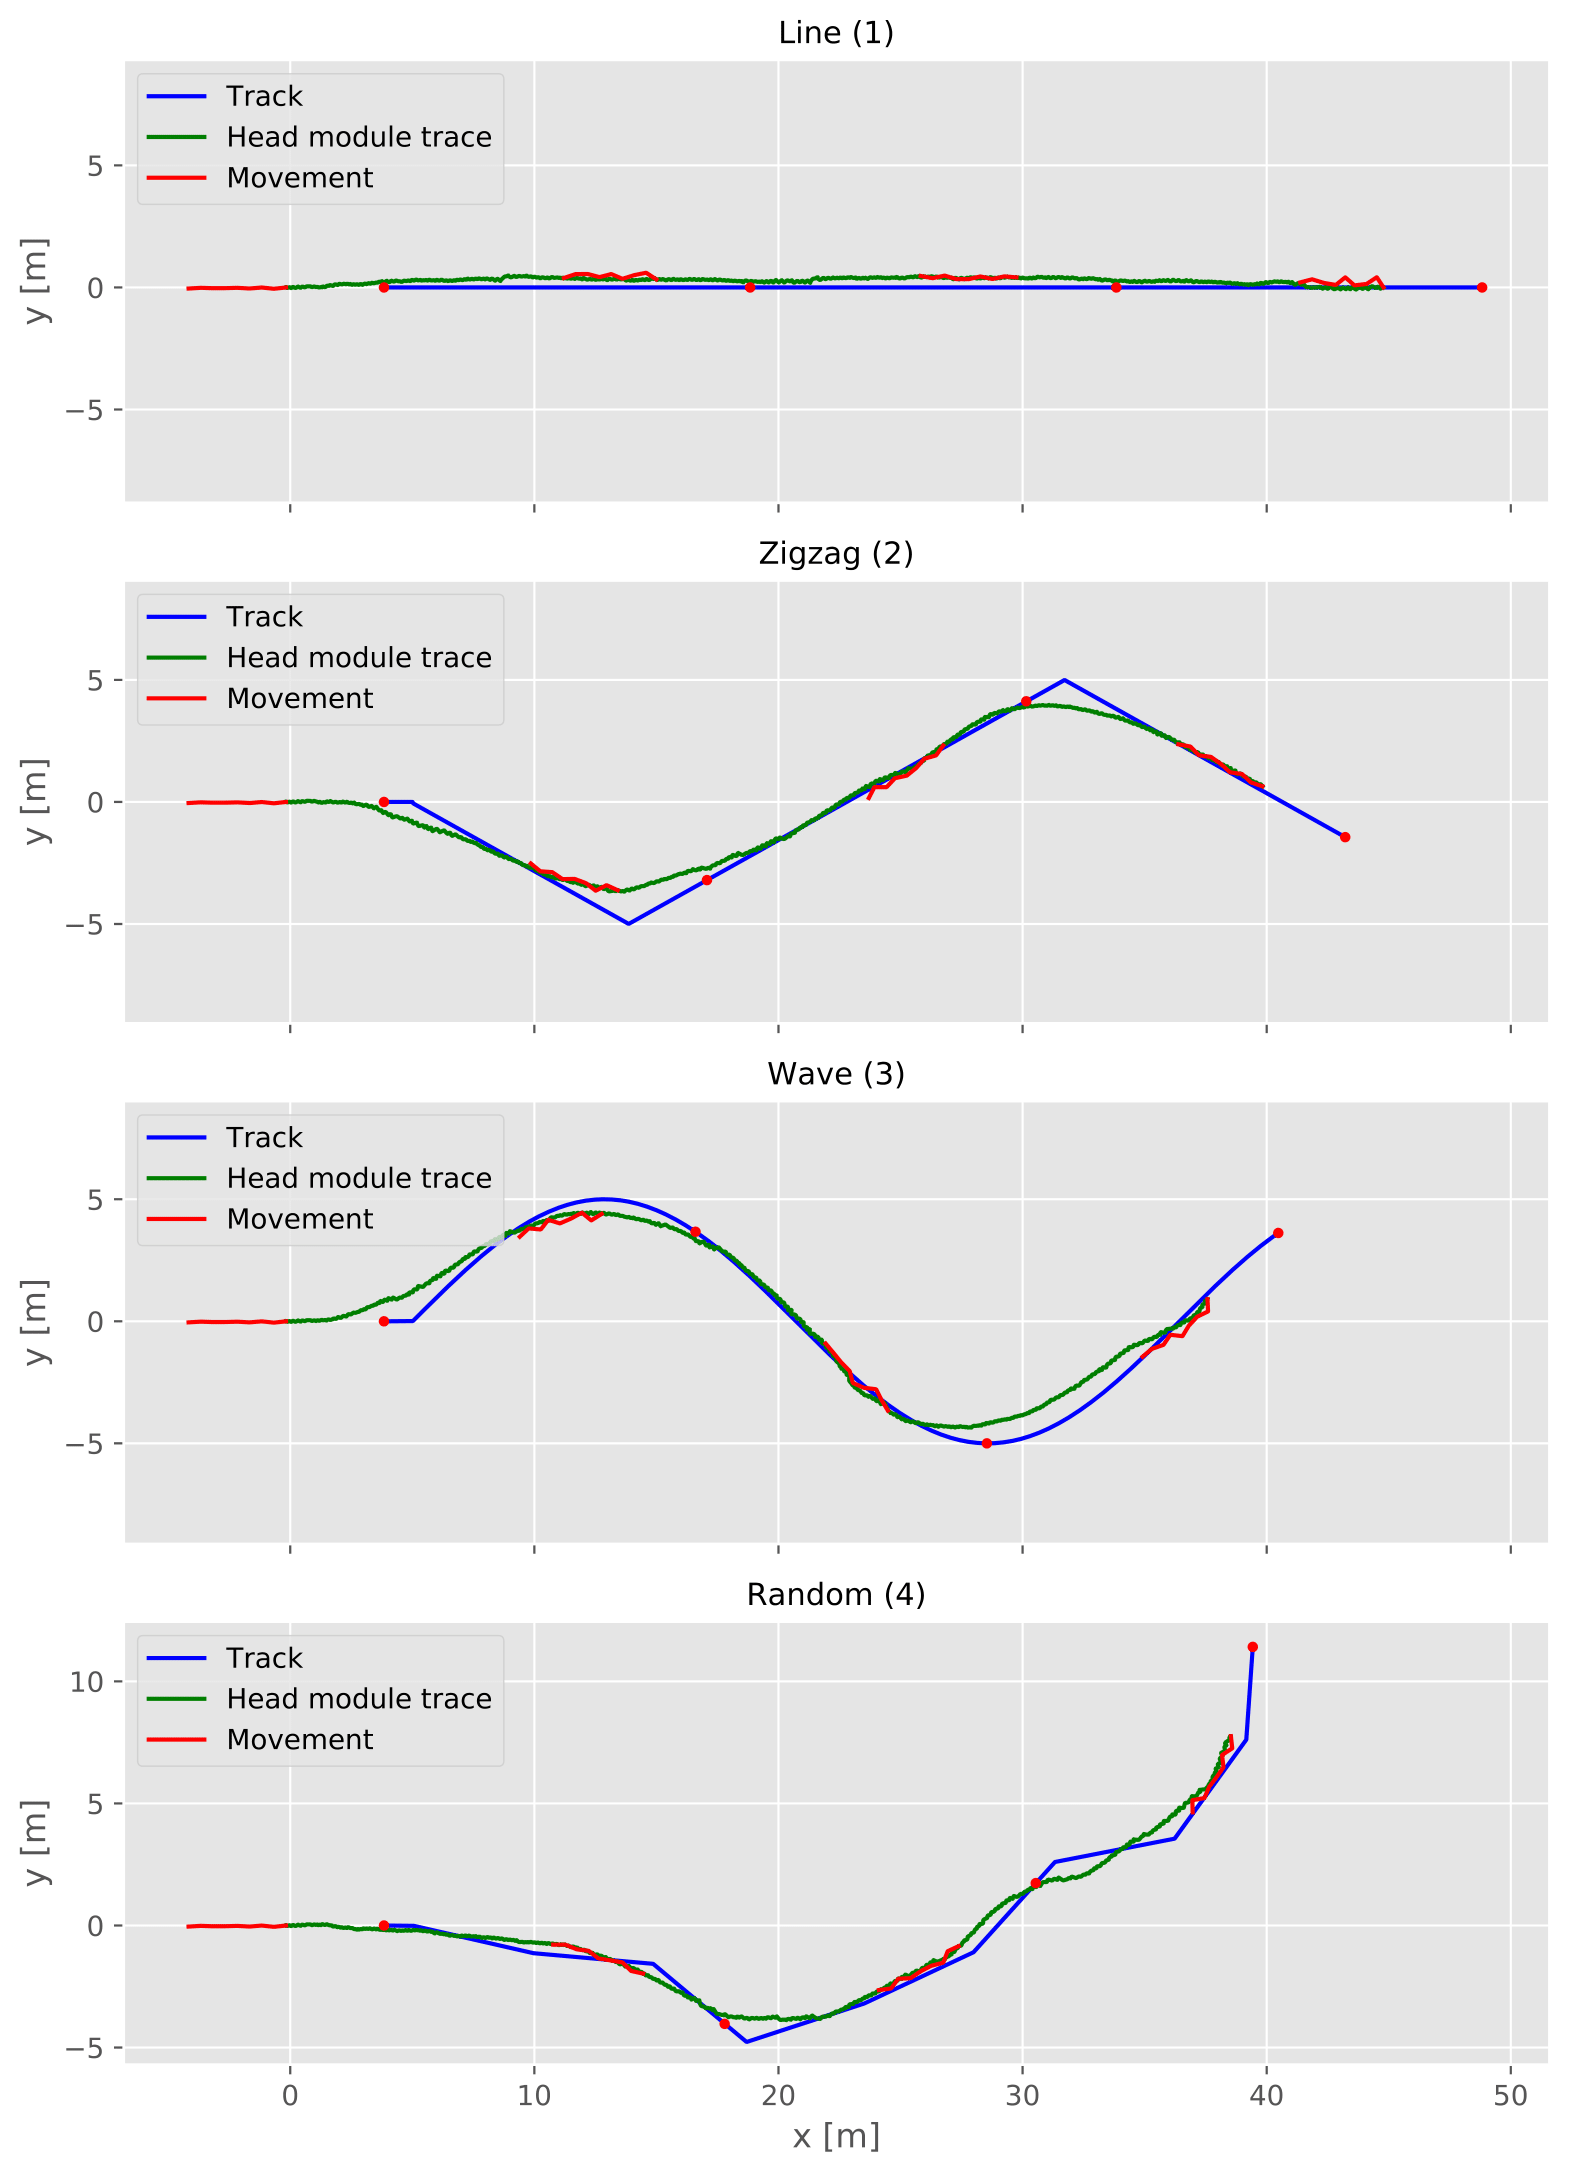 Line (1)
Track
Head module trace
Movement
5
0
−5
y [m]
Zigzag (2)
Track
Head module trace
Movement
5
0
−5
y [m]
Wave (3)
Track
Head module trace
Movement
5
0
−5
y [m]
Random (4)
Track
Head module trace
Movement
10
5
0
−5
y [m]
0 10 20 30 40 50
x [m]